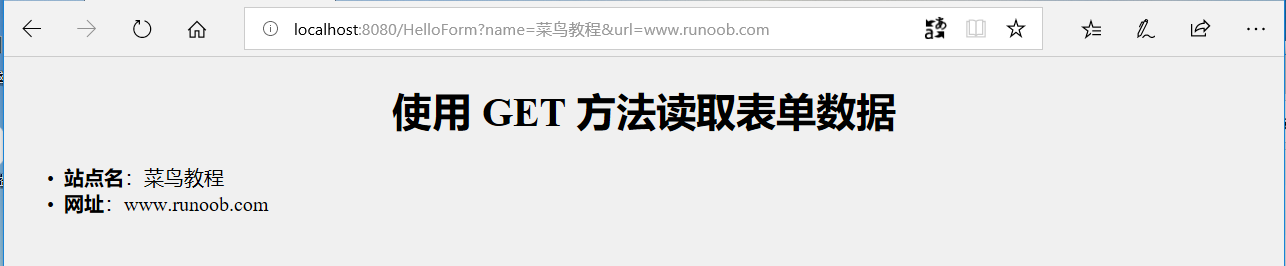 localhost:8080/HelloForm?name=菜鸟教程&url=www.runoob.com
使用 GET 方法读取表单数据
• 站点名：菜鸟教程
• 网址：www.runoob.com